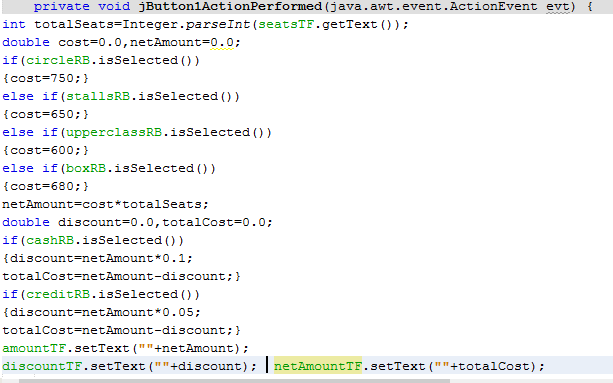 private void jButton1ActionPerformed(java.awt.event.ActionEvent evt) {
int totalSeats=Integer.parseInt(seatsTF.getText());
double cost=0.0,netAmount=0.0;
if(circleRB.isSelected())
{cost=750;}
else if(stallsRB.isSelected())
{cost=650;}
else if(upperclassRB.isSelected())
{cost=600;}
else if(boxRB.isSelected())
{cost=680;}
netAmount=cost*totalSeats;
double discount=0.0,totalCost=0.0;
if(cashRB.isSelected())
{discount=netAmount*0.1;
totalCost=netAmount-discount;}
if(creditRB.isSelected())
{discount=netAmount*0.05;
totalCost=netAmount-discount;}
amountTF.setText(""+netAmount);
discountTF.setText(""+discount); netAmountTF.setText(""+totalCost);